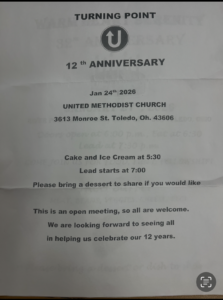 TURNING POINT
U
12 th ANNIVERSARY
Jan 24th 2026
UNITED METHODIST CHURCH
3613 Monroe St. Toledo, Oh. 43606
Cake and Ice Cream at 5:30
Lead starts at 7:00
Please bring a dessert to share if you would like
This is an open meeting, so all are welcome.
We are looking forward to seeing all
in helping us celebrate our 12 years.